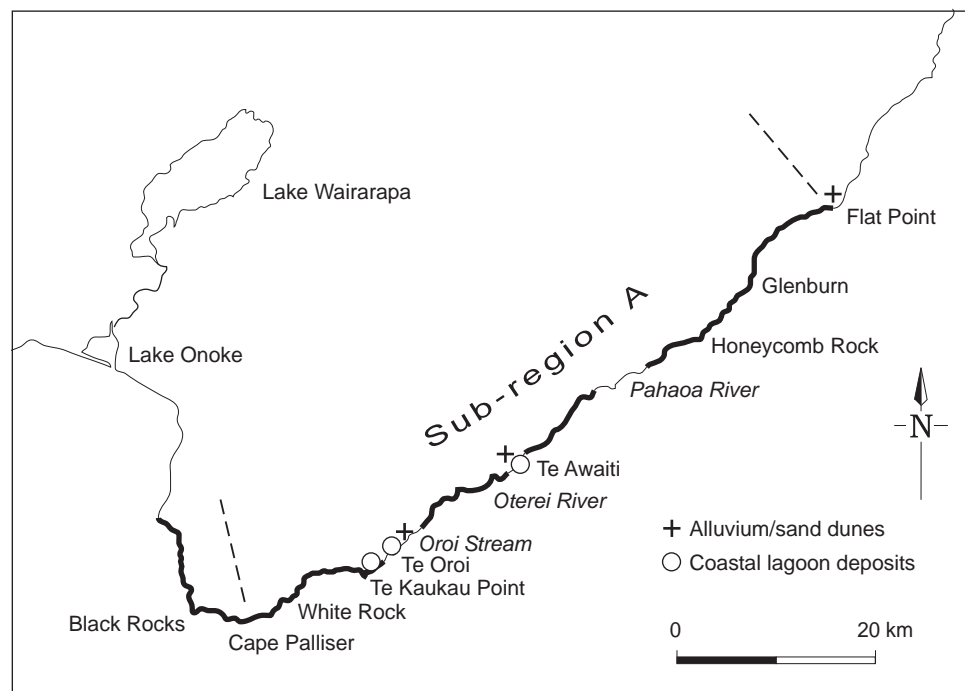 Lake Wairarapa
Flat Point
Glenburn
Sub-region A
Lake Onoke
Honeycomb Rock
Pahaoa River
N
Te Awaiti
Oterei River
+ Alluvium/sand dunes
Oroi Stream
○ Coastal lagoon deposits
Te Oroi
Te Kaukau Point
White Rock
Black Rocks
Cape Palliser
0 20 km